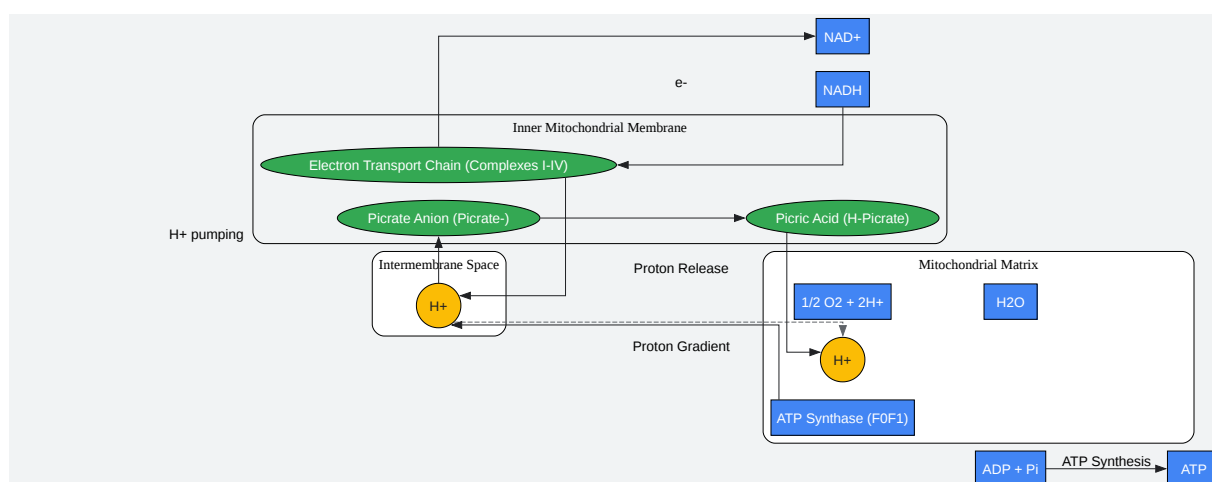 NAD+
e-
NADH
Inner Mitochondrial Membrane
Electron Transport Chain (Complexes I-IV)
Picrate Anion (Picrate-)
Picric Acid (H-Picrate)
H+ pumping
Intermembrane Space
Proton Release
Mitochondrial Matrix
H+
1/2 O2 + 2H+
H2O
Proton Gradient
H+
ATP Synthase (F0F1)
ADP + Pi
ATP Synthesis
ATP